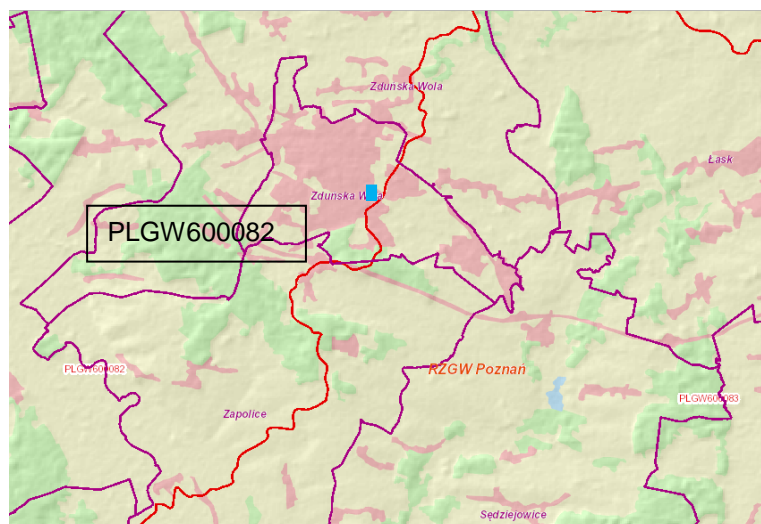 Zduńska Wola
Łask
Zduńska Wola
PLGW600082
PLGW600082
RZGW Poznań
PLGW600083
Zapolice
Sędziejowice